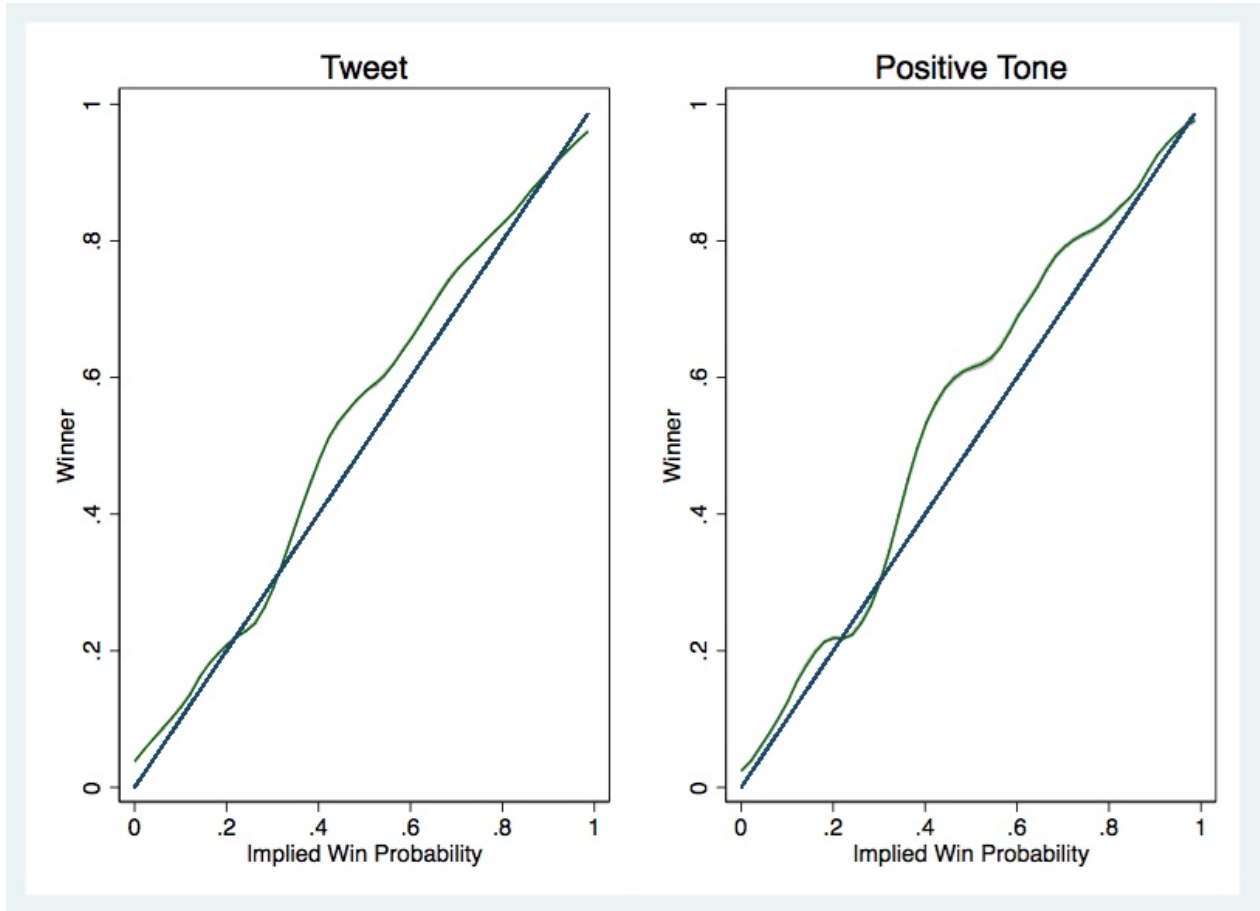 Tweet
Winner
1
.8
.6
.4
.2
0
0 .2 .4 .6 .8 1
Implied Win Probability
Positive Tone
Winner
1
.8
.6
.4
.2
0
0 .2 .4 .6 .8 1
Implied Win Probability